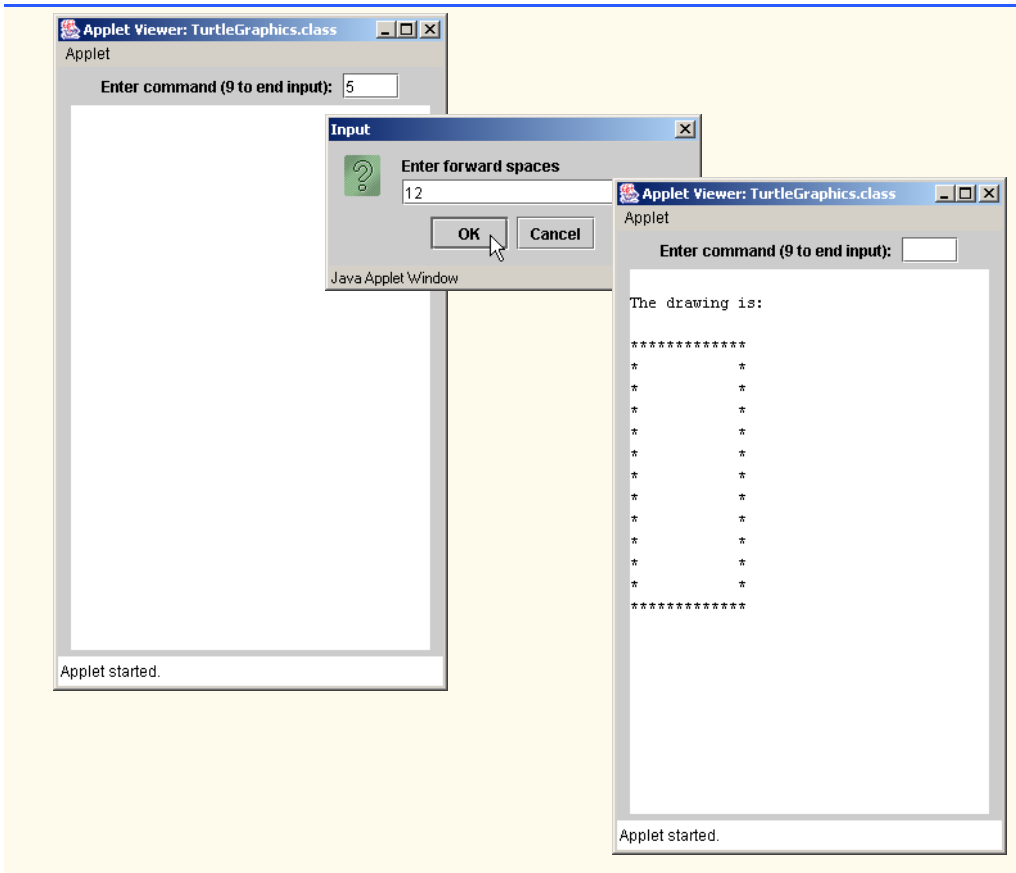 Applet Viewer: TurtleGraphics.class
Applet
Enter command (9 to end input): 5
Input
Enter forward spaces
12
OK Cancel
Java Applet Window
Applet started.
Applet Viewer: TurtleGraphics.class
Applet
Enter command (9 to end input):
The drawing is:
*************
*           *
*           *
*           *
*           *
*           *
*           *
*           *
*           *
*           *
*           *
*           *
*************
Applet started.